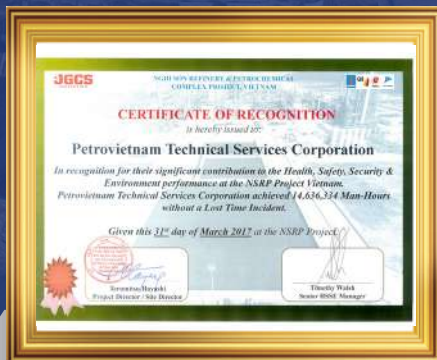 JGCS
NGHI SON REFINERY & PETROCHEMICAL
COMPLEX PROJECT, VIETNAM
CERTIFICATE OF RECOGNITION
is hereby issued to:
Petrovietnam Technical Services Corporation
In recognition for their significant contribution to the Health, Safety, Security &
Environment performance at the NSRP Project Vietnam.
Petrovietnam Technical Services Corporation achieved 14,636,334 Man-Hours
without a Lost Time Incident.
Given this 31st day of March 2017 at the NSRP Project.
Hayashi
Project Director / Site Director
Timothy Walsh
Senior HSSE Manager